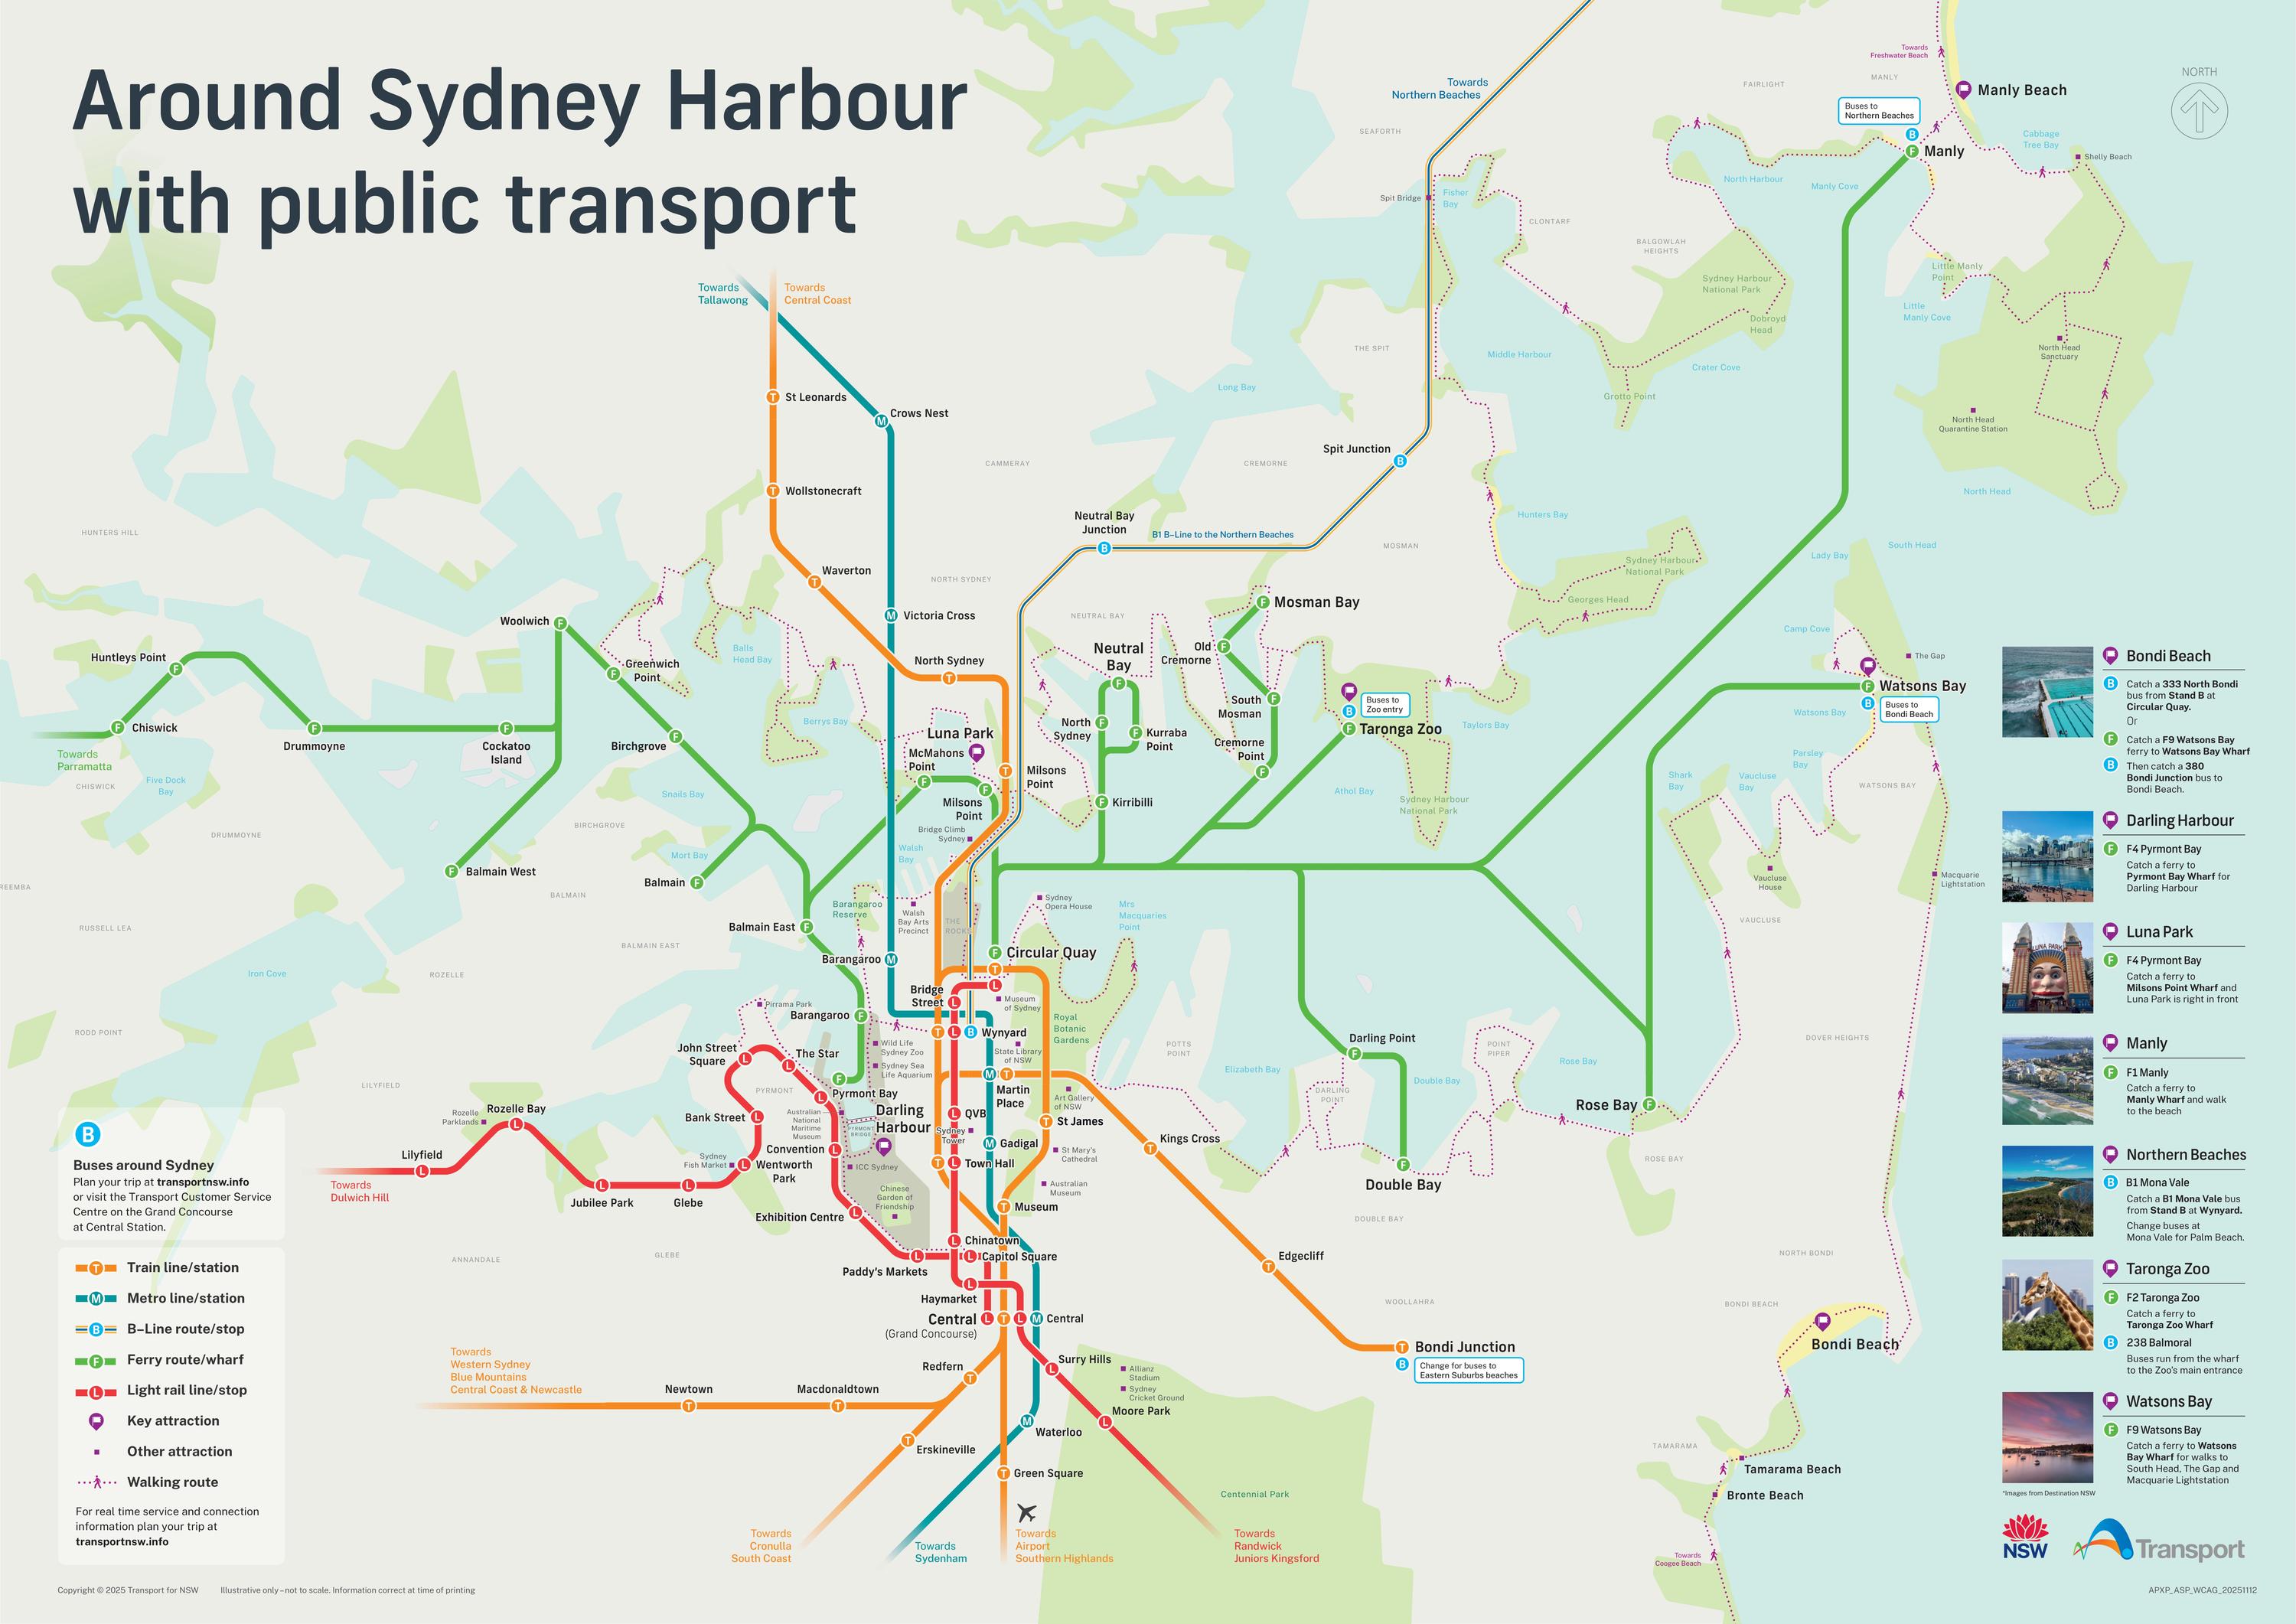 Around Sydney Harbour
with public transport
NORTH
Towards
Freshwater Beach
MANLY
FAIRLIGHT
Manly Beach
Buses to
Northern Beaches
B
F
Manly
Cabbage
Tree Bay
Shelly Beach
Towards
Northern Beaches
SEAFORTH
Spit Bridge
Fisher
Bay
CLONTARF
BALGOWLAH
HEIGHTS
North Harbour
Manly Cove
Sydney Harbour
National Park
Dobroyd
Head
Little Manly
Point
Little
Manly Cove
North Head
Sanctuary
North Head
Quarantine Station
North Head
THE SPIT
Middle Harbour
Crater Cove
Grotto Point
Long Bay
Towards
Tallawong
Towards
Central Coast
T
St Leonards
M
Crows Nest
T
Wollstonecraft
CAMMERAY
CREMORNE
Spit Junction
B
Neutral Bay
Junction
B
B1 B–Line to the Northern Beaches
MOSMAN
Hunters Bay
Sydney Harbour
National Park
Georges Head
Lady Bay
South Head
Camp Cove
The Gap
HUNTERS HILL
T
Waverton
NORTH SYDNEY
M
Victoria Cross
NEUTRAL BAY
F
Mosman Bay
Old
Cremorne
F
Woolwich
F
Huntleys Point
F
Greenwich
Point
F
Balls
Head Bay
North Sydney
T
Neutral
Bay
F
South
Mosman
F
Buses to
Zoo entry
B
F
Taronga Zoo
Taylors Bay
F
Watsons Bay
B
Buses to
Bondi Beach
Watsons Bay
F
Chiswick
F
Drummoyne
F
Cockatoo
Island
Birchgrove
F
Berrys Bay
Luna Park
McMahons
Point
F
Milsons
Point
F
T
Milsons
Point
North
Sydney
F
F
Kurraba
Point
Cremorne
Point
F
F
Kirribilli
Athol Bay
Sydney Harbour
National Park
Shark
Bay
Vaucluse
Bay
Parsley
Bay
WATSONS BAY
Towards
Parramatta
CHISWICK
Five Dock
Bay
DRUMMOYNE
Snails Bay
BIRCHGROVE
Bridge Climb
Sydney
Walsh
Bay
Mort Bay
F
Balmain West
Balmain
F
BALMAIN
Vaucluse
House
Macquarie
Lightstation
VAUCLUSE
RUSSELL LEA
Iron Cove
ROZELLE
BALMAIN EAST
Balmain East
F
Barangaroo
Reserve
Walsh
Bay Arts
Precinct
THE
ROCKS
Sydney
Opera House
Mrs
Macquaries
Point
Barangaroo
M
F
Circular Quay
T
L
Bridge
Street
L
Museum
of Sydney
Royal
Botanic
Gardens
RODD POINT
Pirrama Park
Barangaroo
F
T
L
B
Wynyard
State Library
of NSW
Wild Life
Sydney Zoo
Sydney Sea
Life Aquarium
John Street
Square
L
The Star
L
F
Pyrmont Bay
L
PYRMONT
M
T
Martin
Place
Art Gallery
of NSW
POTTS
POINT
Elizabeth Bay
Darling Point
F
DARLING
POINT
Double Bay
POINT
PIPER
Rose Bay
DOVER HEIGHTS
Rose Bay
F
ROSE BAY
LILYFIELD
Rozelle
Parklands
Rozelle Bay
L
Bank Street
L
Australian
National
Maritime
Museum
PYRMONT
BRIDGE
Darling
Harbour
QVB
L
Sydney
Tower
M
Gadigal
T
St James
St Mary's
Cathedral
T
Kings Cross
Lilyfield
L
Towards
Dulwich Hill
Sydney
Fish Market
L
Wentworth
Park
Convention
L
ICC Sydney
T
L
Town Hall
Australian
Museum
F
Double Bay
DOUBLE BAY
L
Jubilee Park
L
Glebe
Exhibition Centre
L
Chinese
Garden of
Friendship
T
Museum
L
Chinatown
L
Capitol Square
L
Paddy's Markets
ANNANDALE
GLEBE
L
Haymarket
T
Edgecliff
WOOLLAHRA
NORTH BONDI
BONDI BEACH
Bondi Beach
Central
(Grand Concourse)
L
T
L
M
Central
T
Bondi Junction
B
Change for buses to
Eastern Suburbs beaches
Towards
Western Sydney
Blue Mountains
Central Coast & Newcastle
Redfern
T
L
Surry Hills
Allianz
Stadium
Sydney
Cricket Ground
L
Moore Park
T
Newtown
T
Macdonaldtown
M
Waterloo
T
Erskineville
T
Green Square
Centennial Park
TAMARAMA
Tamarama Beach
Bronte Beach
Towards
Coogee Beach
Towards
Cronulla
South Coast
Towards
Sydenham
Towards
Airport
Southern Highlands
Towards
Randwick
Juniors Kingsford
B
Buses around Sydney
Plan your trip at transportnsw.info
or visit the Transport Customer Service
Centre on the Grand Concourse
at Central Station.
T
Train line/station
M
Metro line/station
B
B–Line route/stop
F
Ferry route/wharf
L
Light rail line/stop
Key attraction
Other attraction
Walking route
For real time service and connection
information plan your trip at
transportnsw.info
Bondi Beach
B
Catch a 333 North Bondi
bus from Stand B at
Circular Quay.
Or
F
Catch a F9 Watsons Bay
ferry to Watsons Bay Wharf
B
Then catch a 380
Bondi Junction bus to
Bondi Beach.
Darling Harbour
F
F4 Pyrmont Bay
Catch a ferry to
Pyrmont Bay Wharf for
Darling Harbour
LUNA PARK
Luna Park
F
F4 Pyrmont Bay
Catch a ferry to
Milsons Point Wharf and
Luna Park is right in front
Manly
F
F1 Manly
Catch a ferry to
Manly Wharf and walk
to the beach
Northern Beaches
B
B1 Mona Vale
Catch a B1 Mona Vale bus
from Stand B at Wynyard.
Change buses at
Mona Vale for Palm Beach.
Taronga Zoo
F
F2 Taronga Zoo
Catch a ferry to
Taronga Zoo Wharf
B
238 Balmoral
Buses run from the wharf
to the Zoo's main entrance
Watsons Bay
F
F9 Watsons Bay
Catch a ferry to Watsons
Bay Wharf for walks to
South Head, The Gap and
Macquarie Lightstation
*Images from Destination NSW
NSW
Transport
Copyright © 2025 Transport for NSW
Illustrative only – not to scale. Information correct at time of printing
APXP_ASP_WCAG_20251112